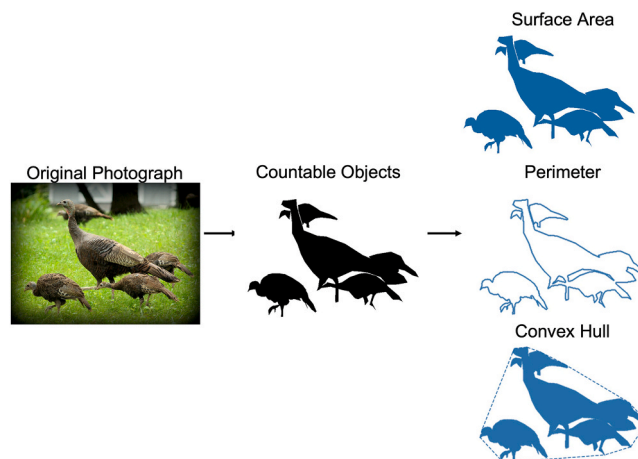 Surface Area
Original Photograph
Countable Objects
Perimeter
Convex Hull